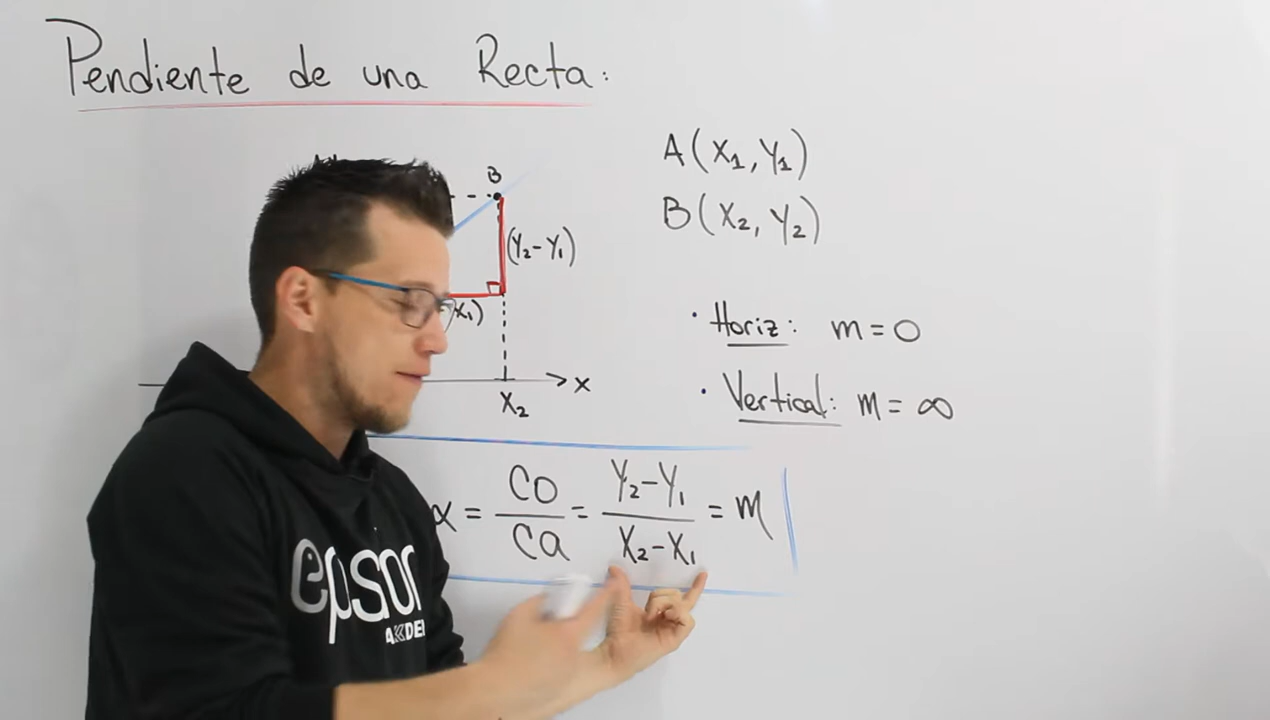 Pendiente de una Recta:
A(X1, Y1)
B(X2, Y2)
B
(Y2-Y1)
X1)
X
X2
• Horiz: m=0
• Vertical: m=∞
α = CO/CA = Y2-Y1/X2-X1 = m
epsilon